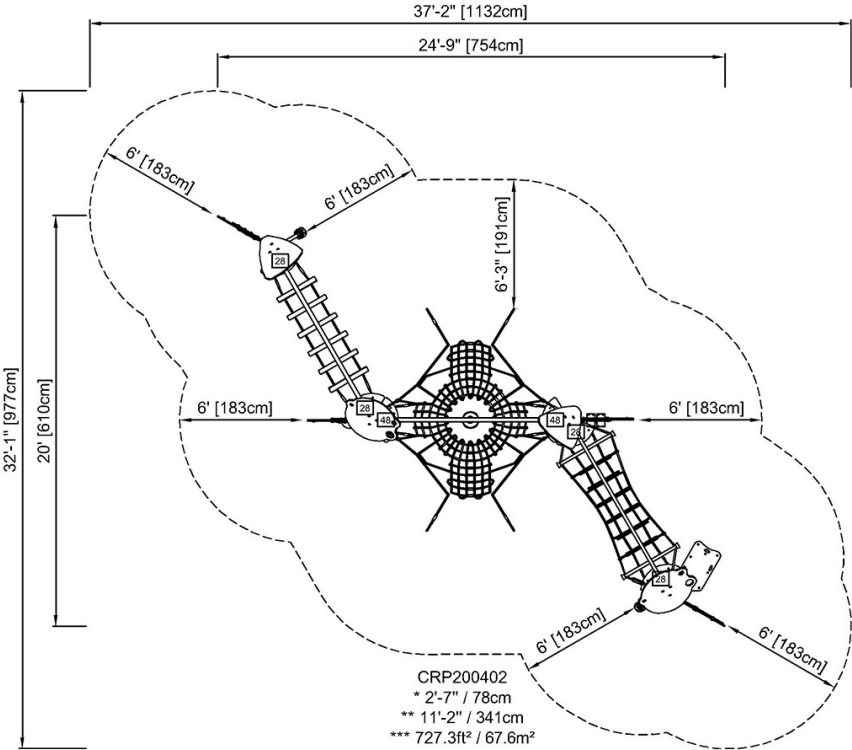 37'-2" [1132cm]
24'-9" [754cm]
6' [183cm]
6' [183cm]
6'-3" [191cm]
28
32'-1" [977cm]
20' [610cm]
6' [183cm]
28
48
48
28
6' [183cm]
28
6' [183cm]
6' [183cm]
CRP200402
* 2'-7" / 78cm
** 11'-2" / 341cm
*** 727.3ft² / 67.6m²